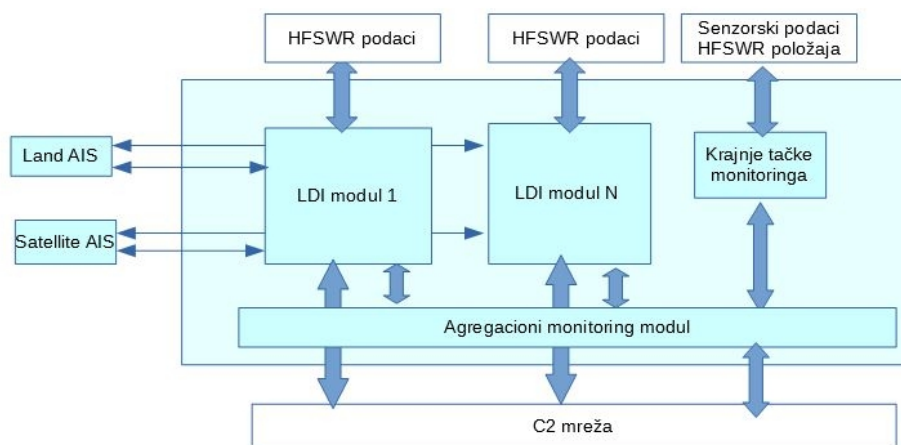 HFSWR podaci
HFSWR podaci
Senzorski podaci
HFSWR položaja
Land AIS
Satellite AIS
LDI modul 1
LDI modul N
Krajnje tačke
monitoringa
Agregacioni monitoring modul
C2 mreža